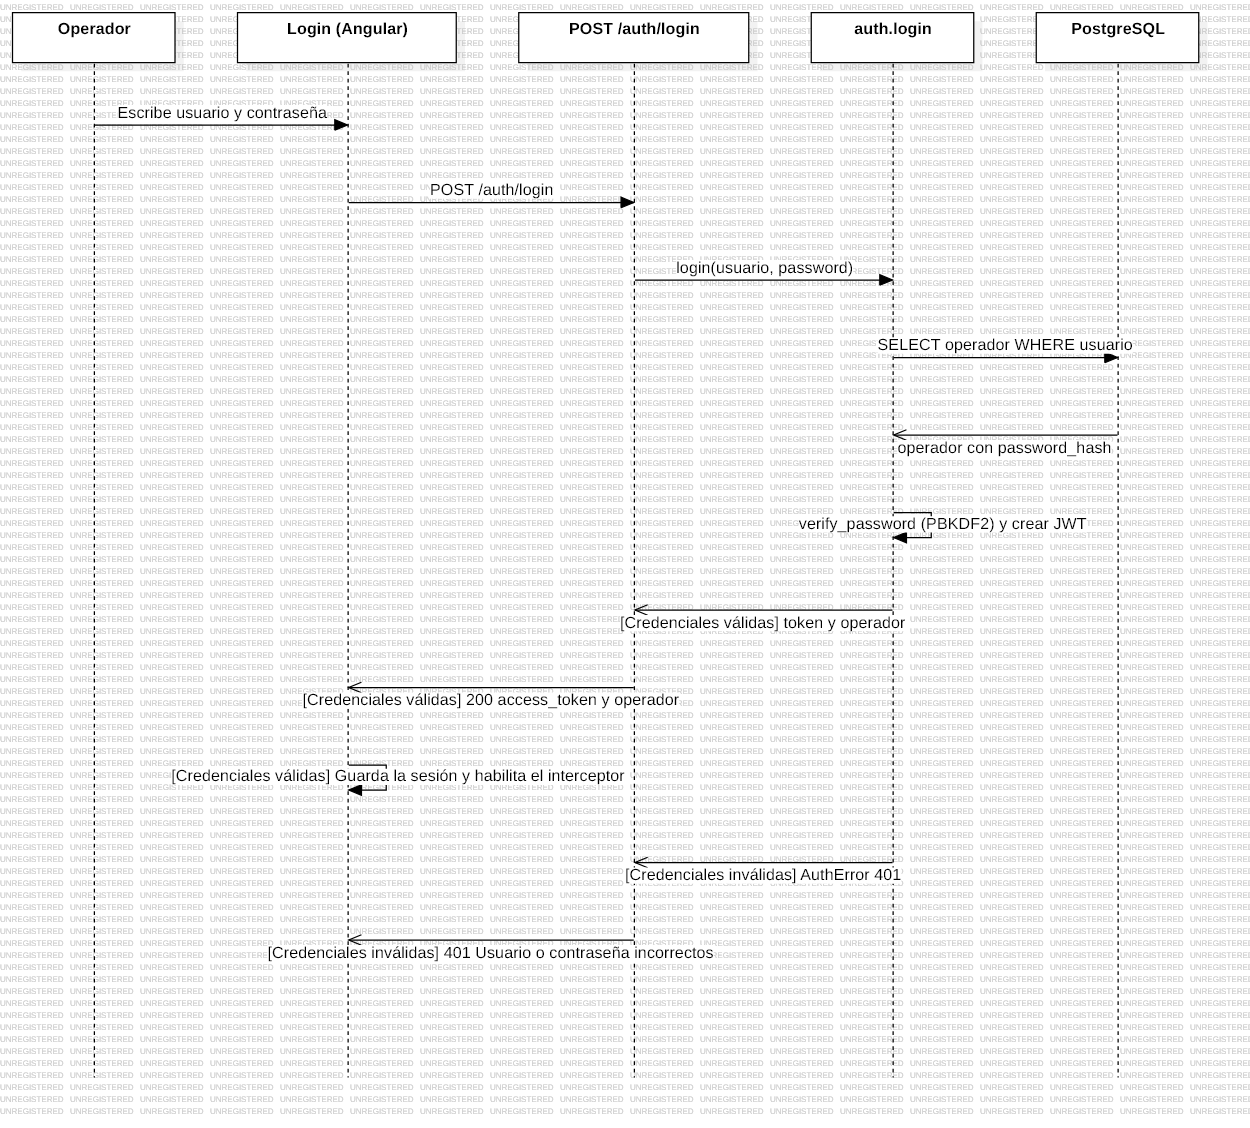 Operador
Login (Angular)
POST /auth/login
auth.login
PostgreSQL
Escribe usuario y contraseña
POST /auth/login
login(usuario, password)
SELECT operador WHERE usuario
operador con password_hash
verify_password (PBKDF2) y crear JWT
[Credenciales válidas] token y operador
[Credenciales válidas] 200 access_token y operador
[Credenciales válidas] Guarda la sesión y habilita el interceptor
[Credenciales inválidas] AuthError 401
[Credenciales inválidas] 401 Usuario o contraseña incorrectos
UNREGISTERED